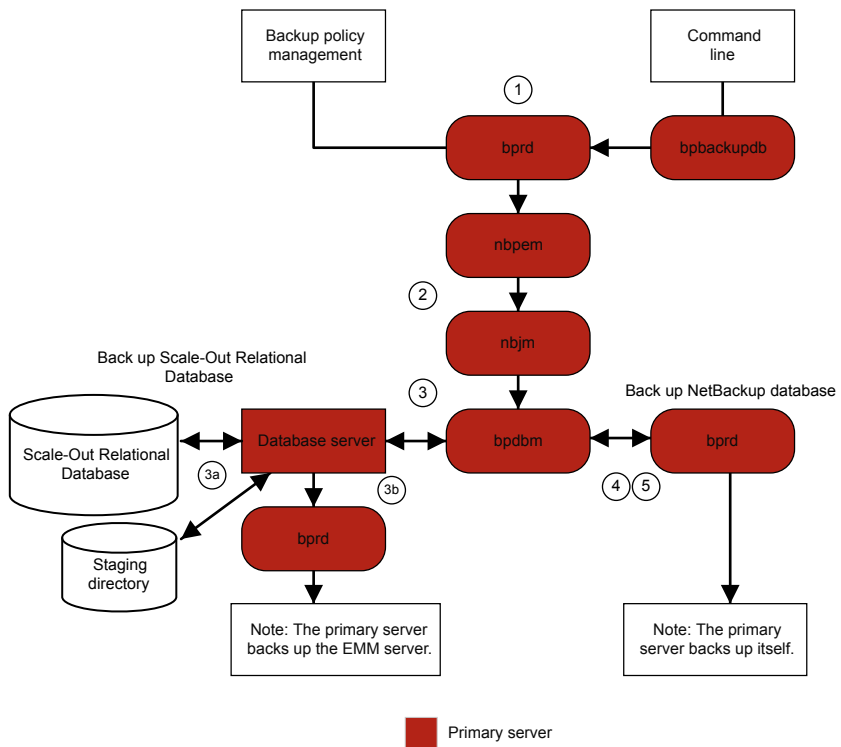 Backup policy
management
Command
line
1
bprd
bpbackupdb
nbpem
2
nbjm
Back up Scale-Out Relational
Database
3
Back up NetBackup database
Scale-Out Relational
Database
Database server
bpdbm
bprd
3a
3b
4
5
bprd
Staging
directory
Note: The primary server
backs up the EMM server.
Note: The primary
server backs up itself.
Primary server